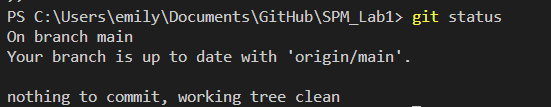 PS C:\Users\emily\Documents\GitHub\SPM_Lab1> git status
On branch main
Your branch is up to date with 'origin/main'.
nothing to commit, working tree clean